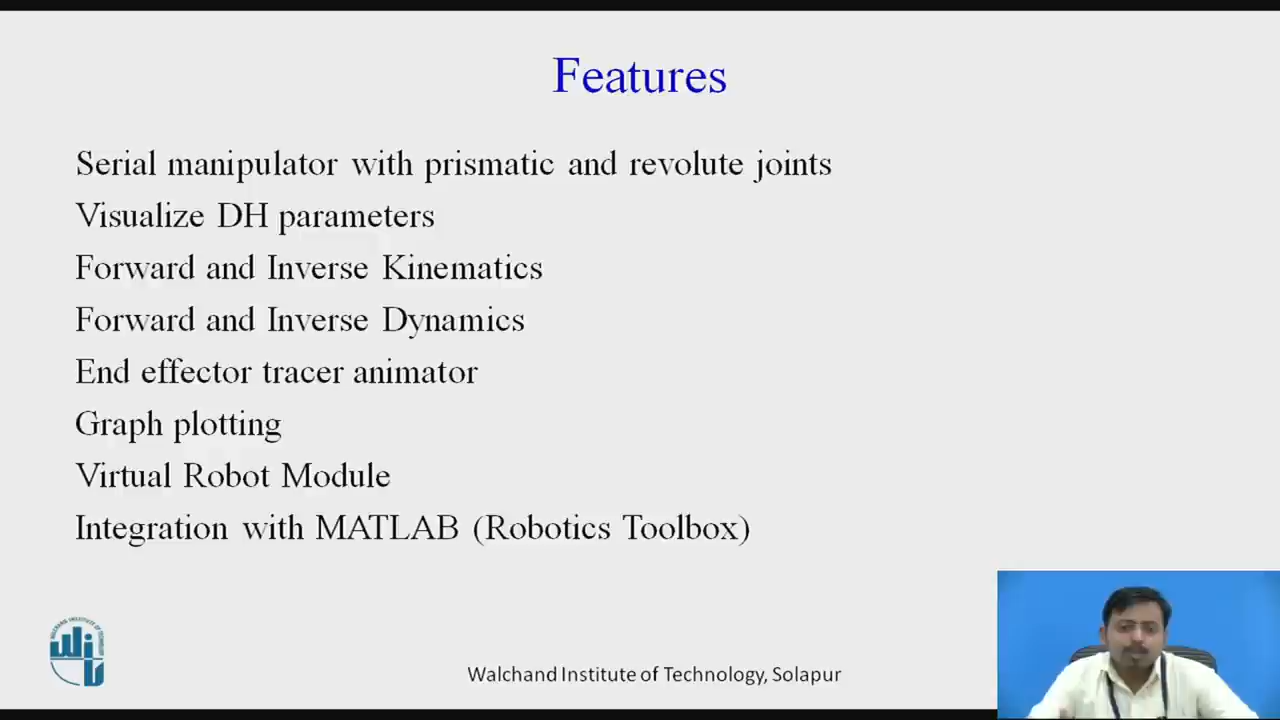 Features
Serial manipulator with prismatic and revolute joints
Visualize DH parameters
Forward and Inverse Kinematics
Forward and Inverse Dynamics
End effector tracer animator
Graph plotting
Virtual Robot Module
Integration with MATLAB (Robotics Toolbox)
Walchand Institute of Technology, Solapur